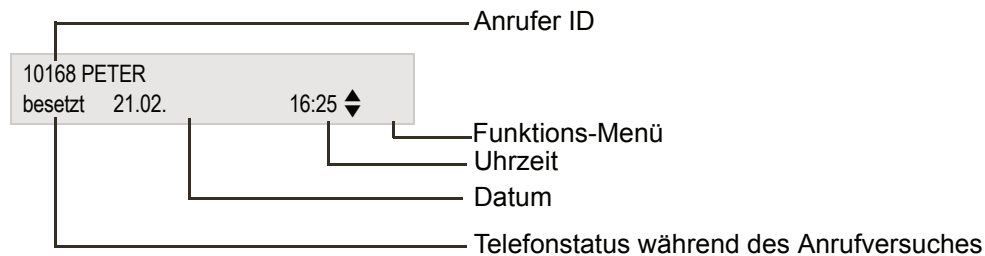 Anrufer ID
10168 PETER
besetzt 21.02. 16:25
Funktions-Menü
Uhrzeit
Datum
Telefonstatus während des Anrufversuches